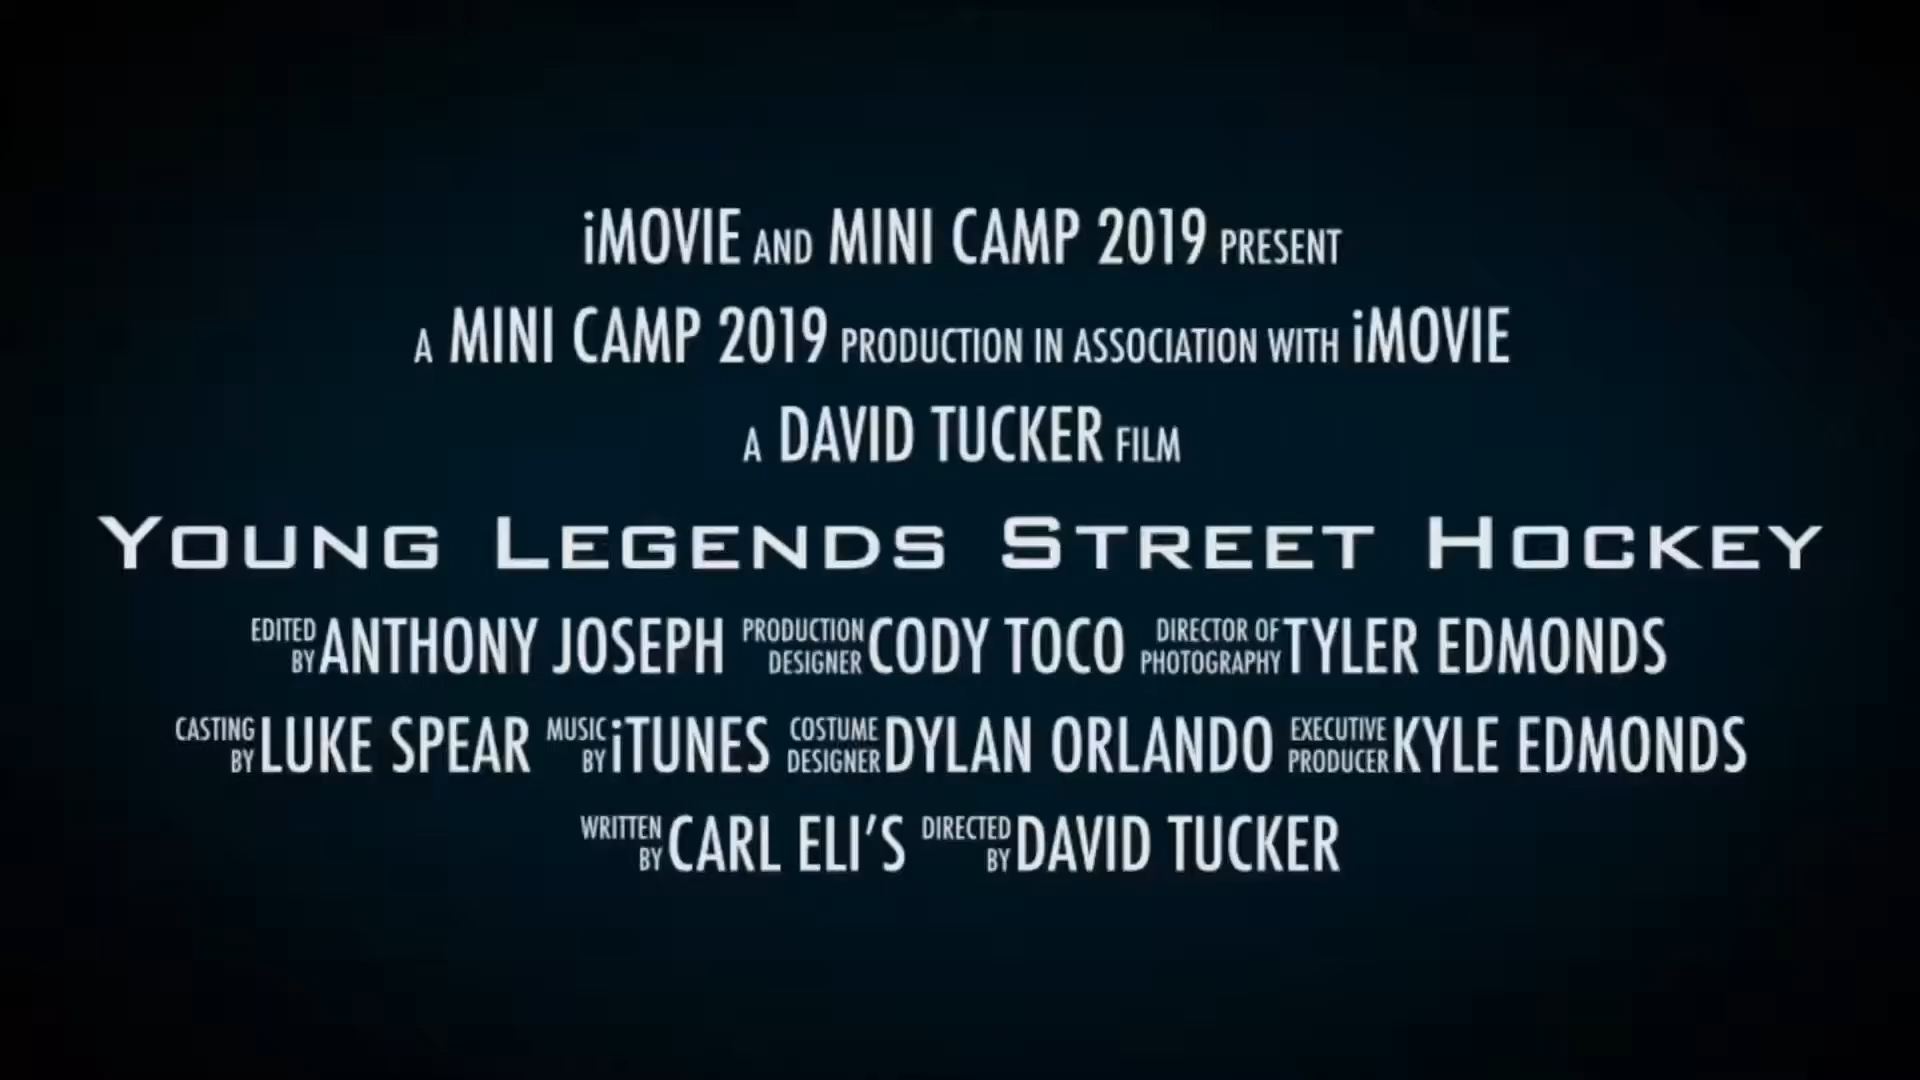 iMOVIE AND MINI CAMP 2019 PRESENT
A MINI CAMP 2019 PRODUCTION IN ASSOCIATION WITH iMOVIE
A DAVID TUCKER FILM
YOUNG LEGENDS STREET HOCKEY
EDITED BY ANTHONY JOSEPH PRODUCTION DESIGNER CODY TOCO DIRECTOR OF PHOTOGRAPHY TYLER EDMONDS
CASTING BY LUKE SPEAR MUSIC BY iTUNES COSTUME DESIGNER DYLAN ORLANDO EXECUTIVE PRODUCER KYLE EDMONDS
WRITTEN BY CARL ELI'S DIRECTED BY DAVID TUCKER